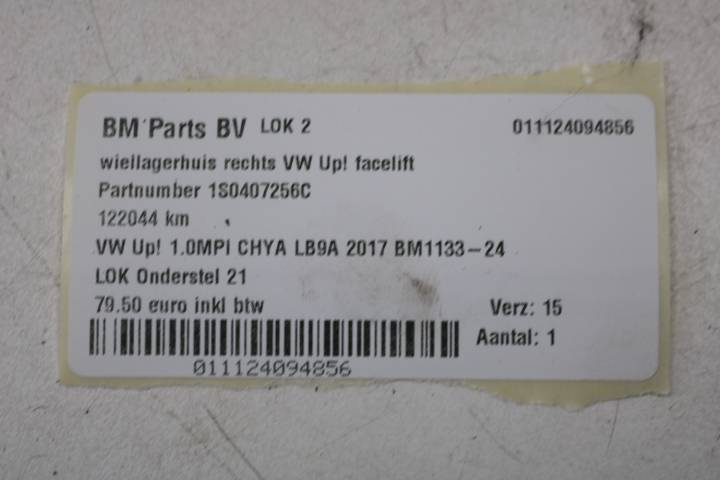 BM Parts BV LOK 2 011124094856
wiellagerhuis rechts VW Up! facelift
Partnumber 1S0407256C
122044 km
VW Up! 1.0MPI CHYA LB9A 2017 BM1133-24
LOK Onderstel 21
79.50 euro inkl btw Verz: 15
Aantal: 1
011124094856